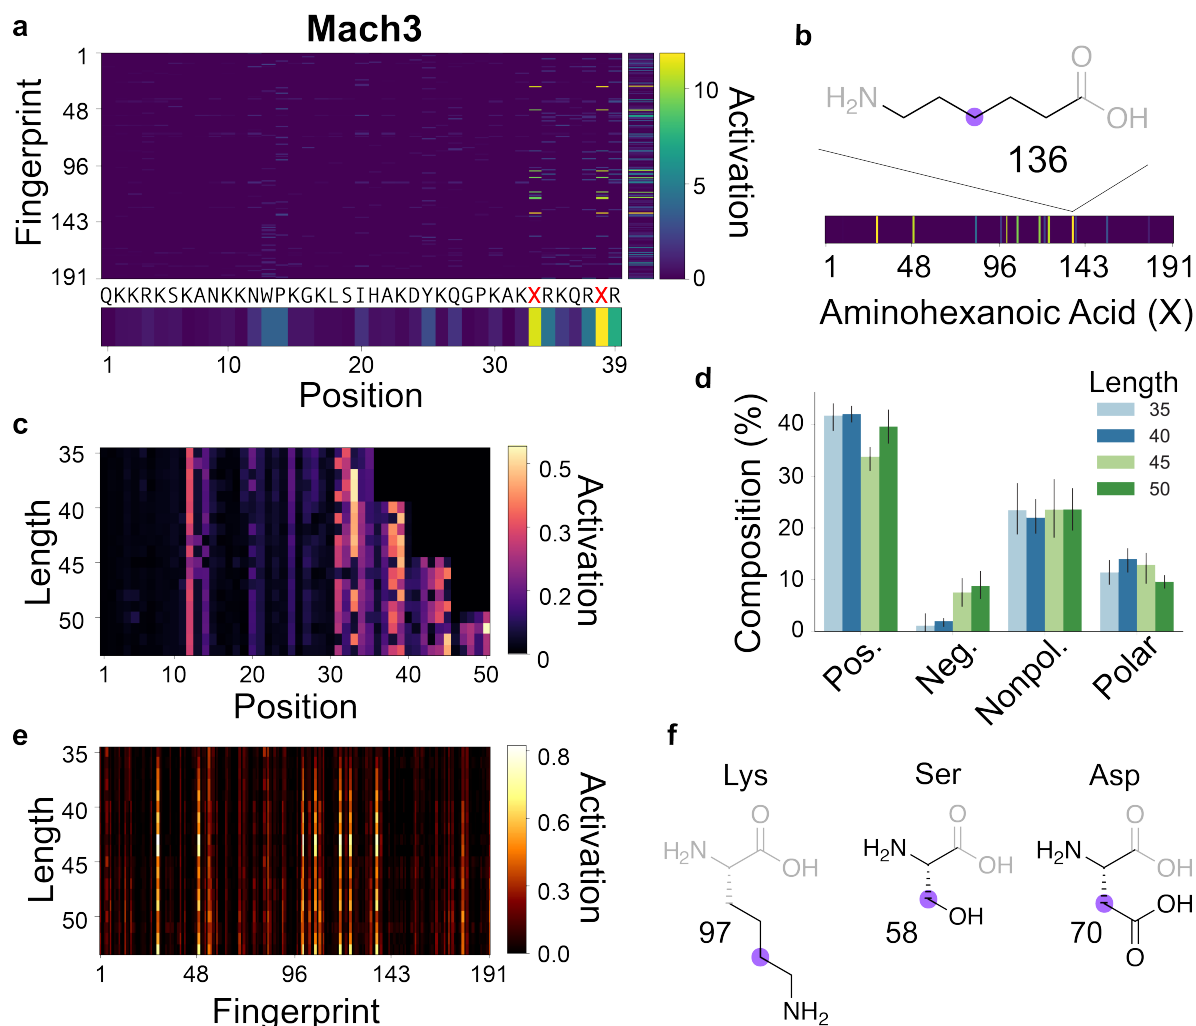 a
Mach3
Fingerprint
1
48
96
143
191
10
5
0
Activation
QKKRKSKANKKNWPKGKLSIHAKDYKQGPKAKXRKQRXR
1
10
20
30
39
Position
b
H2N
O
OH
136
1
48
96
143
191
Aminohexanoic Acid (X)
c
Length
35
40
45
50
0.5
0.3
0.2
0
Activation
1
10
20
30
40
50
Position
d
Composition (%)
40
30
20
10
0
Length
35
40
45
50
Pos.
Neg.
Nonpol.
Polar
e
Length
35
40
45
50
0.8
0.6
0.3
0.0
Activation
1
48
96
143
191
Fingerprint
f
Lys
H2N
O
OH
97
NH2
Ser
H2N
O
OH
58
OH
Asp
H2N
O
OH
70
OH
O